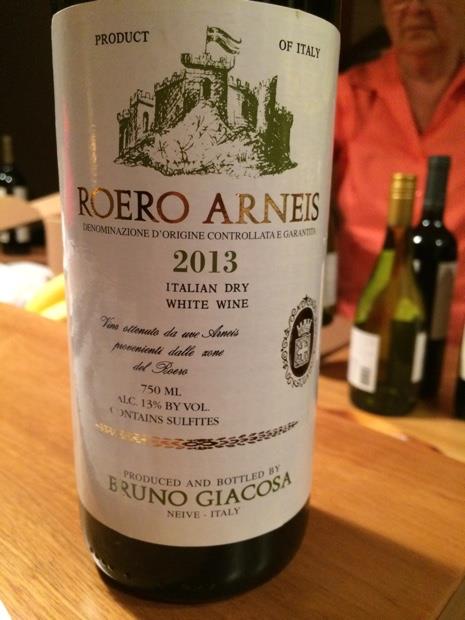 PRODUCT OF ITALY
ROERO ARNEIS
DENOMINAZIONE D'ORIGINE CONTROLLATA E GARANTITA
2013
ITALIAN DRY
WHITE WINE
Vino ottenuto da uve Arneis
provenienti dalle zone
del Roero
750 ML
ALC. 13% BY VOL.
CONTAINS SULFITES
PRODUCED AND BOTTLED BY
BRUNO GIACOSA
NEIVE - ITALY